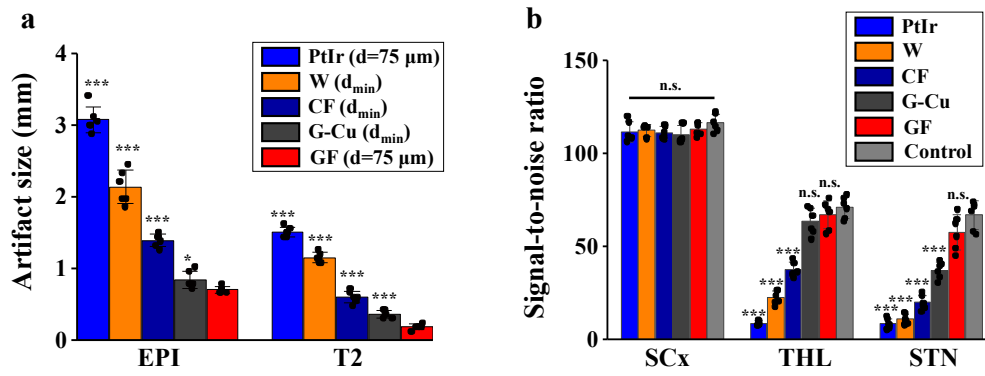 a
Artifact size (mm)
4
3
2
1
0
***
***
***
*
***
***
***
***
EPI
T2
PtIr (d=75 μm)
W (dmin)
CF (dmin)
G-Cu (dmin)
GF (d=75 μm)
b
Signal-to-noise ratio
150
100
50
0
n.s.
***
***
***
n.s.
n.s.
***
***
***
***
n.s.
SCx
THL
STN
PtIr
W
CF
G-Cu
GF
Control